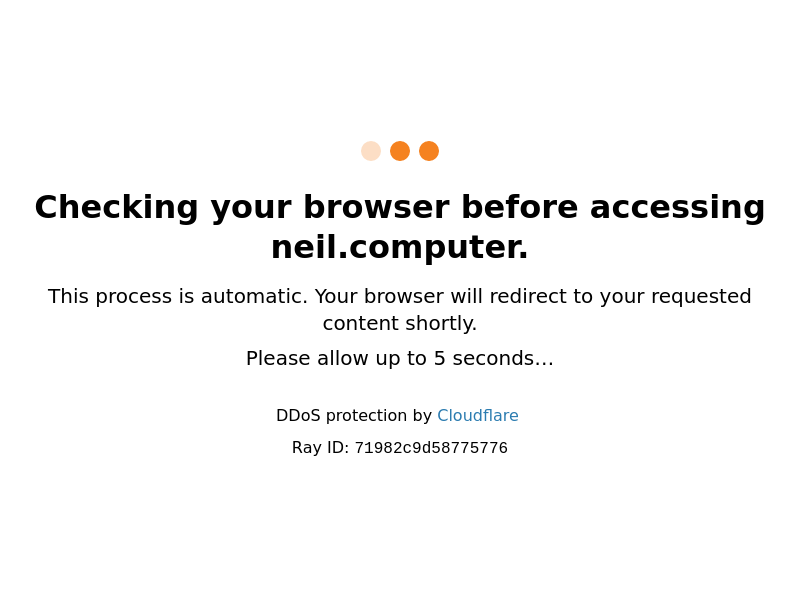 Checking your browser before accessing
neil.computer.
This process is automatic. Your browser will redirect to your requested
content shortly.
Please allow up to 5 seconds…
DDoS protection by Cloudflare
Ray ID: 71982c9d58775776